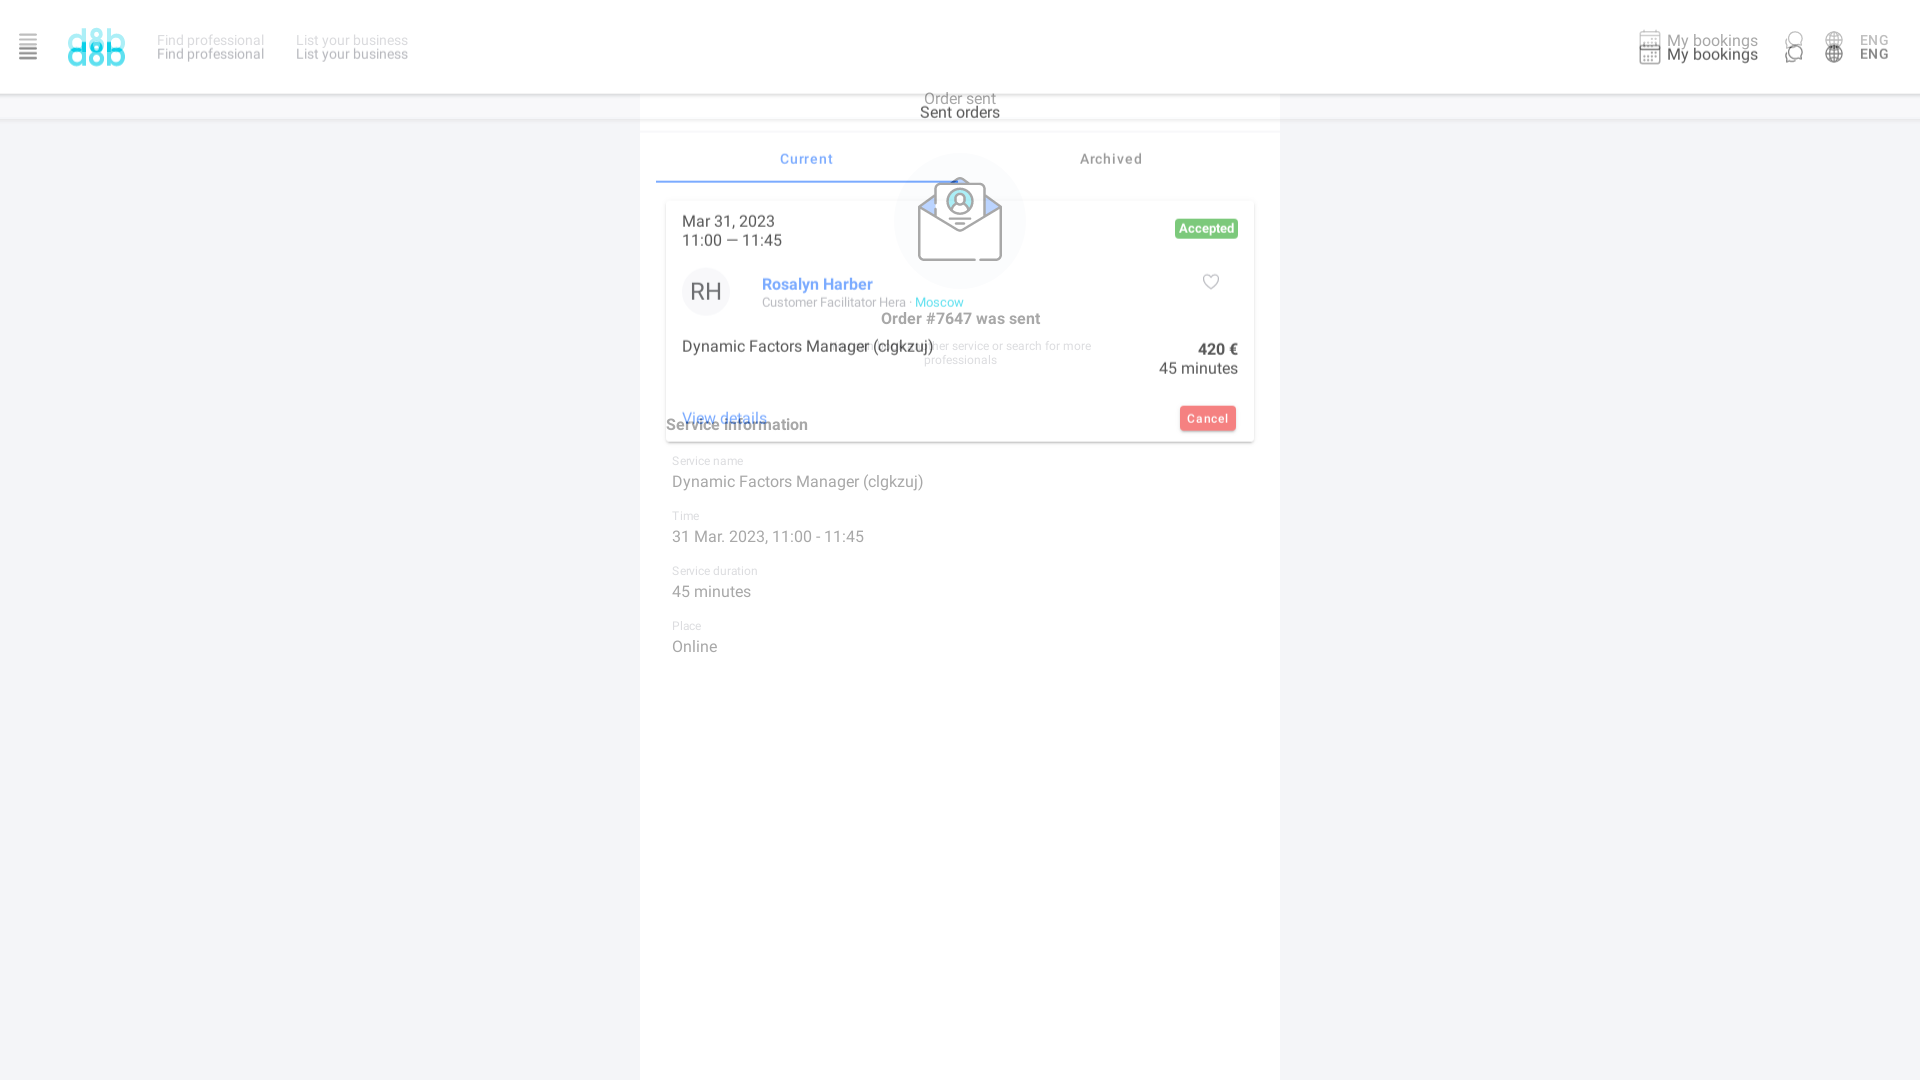 d8b
Find professional
List your business
My bookings
ENG
d8b
Find professional
List your business
My bookings
ENG
Order sent
Sent orders
Current
Archived
Mar 31, 2023
11:00 — 11:45
Accepted
RH
Rosalyn Harber
Customer Facilitator Hera · Moscow
Order #7647 was sent
Dynamic Factors Manager (clgkzuj)
service or search for more
professionals
420 €
45 minutes
View details
Cancel
Service information
Service name
Dynamic Factors Manager (clgkzuj)
Time
31 Mar. 2023, 11:00 - 11:45
Service duration
45 minutes
Place
Online